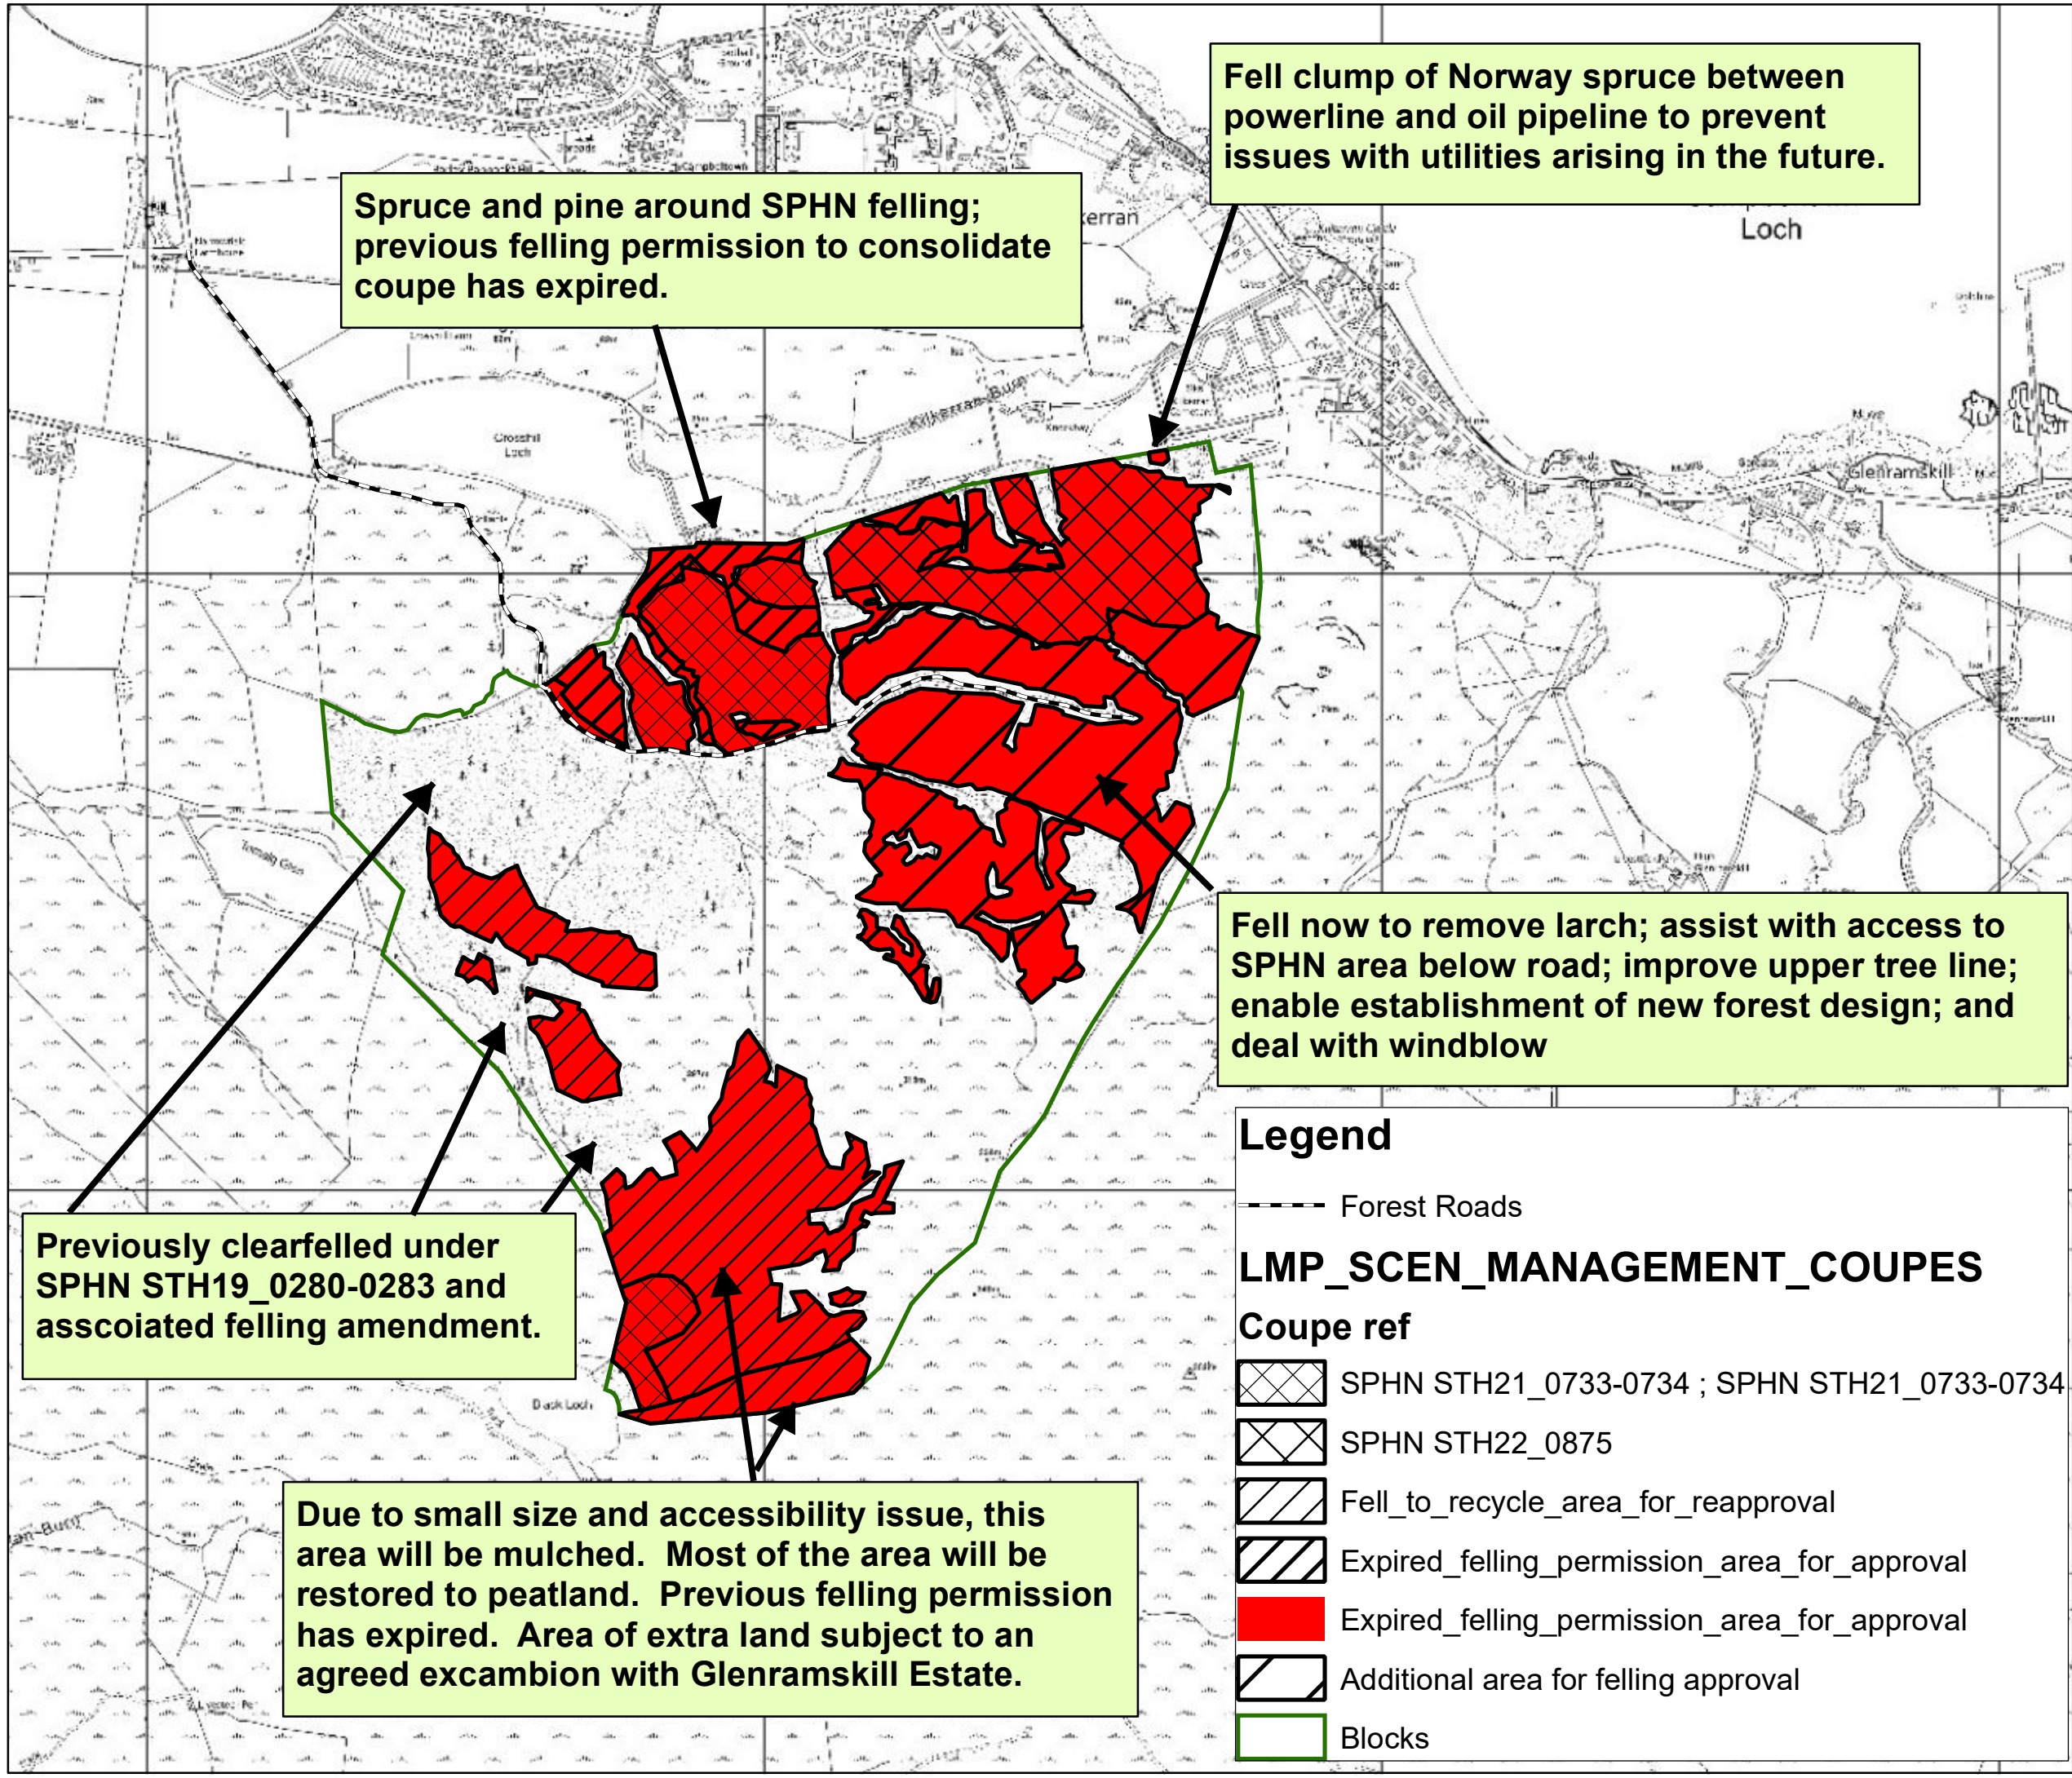 Fell clump of Norway spruce between
powerline and oil pipeline to prevent
issues with utilities arising in the future.
Spruce and pine around SPHN felling;
previous felling permission to consolidate
coupe has expired.
Loch
Kilkerran Burn
Crosshill
Loch
Glenramskill
Fell now to remove larch; assist with access to
SPHN area below road; improve upper tree line;
enable establishment of new forest design; and
deal with windblow
Previously clearfelled under
SPHN STH19_0280-0283 and
asscoiated felling amendment.
Black Loch
Due to small size and accessibility issue, this
area will be mulched. Most of the area will be
restored to peatland. Previous felling permission
has expired. Area of extra land subject to an
agreed excambion with Glenramskill Estate.
Legend
Forest Roads
LMP_SCEN_MANAGEMENT_COUPES
Coupe ref
SPHN STH21_0733-0734 ; SPHN STH21_0733-0734
SPHN STH22_0875
Fell_to_recycle_area_for_reapproval
Expired_felling_permission_area_for_approval
Expired_felling_permission_area_for_approval
Additional area for felling approval
Blocks